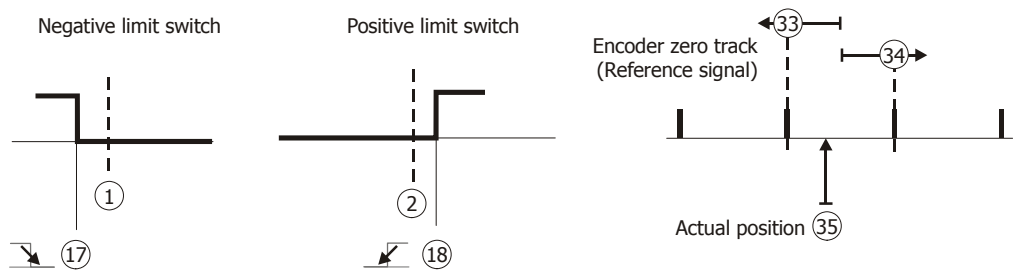 Negative limit switch
Positive limit switch
33
Encoder zero track
(Reference signal)
34
1
2
Actual position 35
17
18